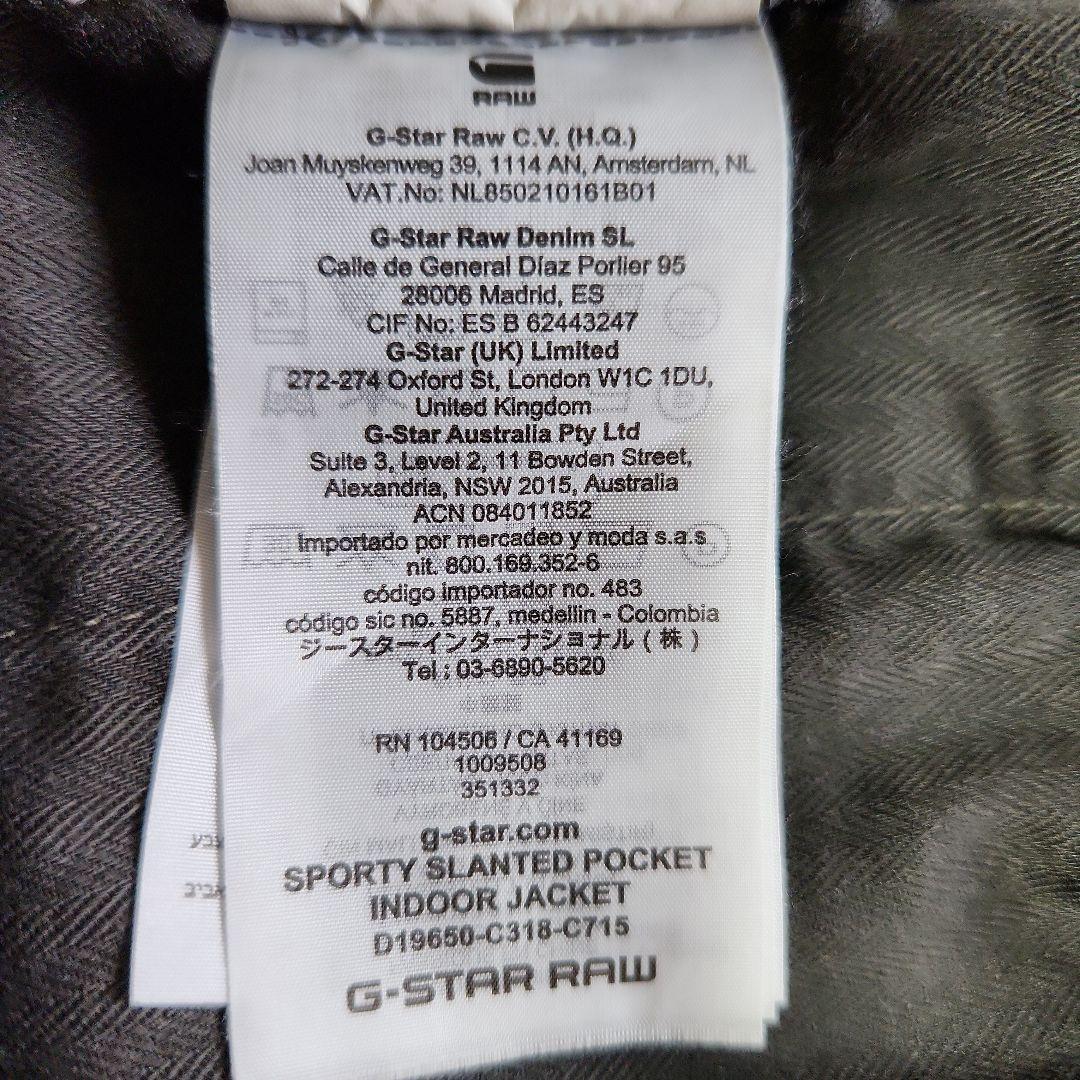 RAW
G-Star Raw C.V. (H.Q.)
Joan Muyskenweg 39, 1114 AN, Amsterdam, NL
VAT.No: NL850210161B01
G-Star Raw Denim SL
Calle de General Díaz Porlier 95
28006 Madrid, ES
CIF No: ES B 62443247
G-Star (UK) Limited
272-274 Oxford St, London W1C 1DU,
United Kingdom
G-Star Australia Pty Ltd
Suite 3, Level 2, 11 Bowden Street,
Alexandria, NSW 2015, Australia
ACN 084011852
Importado por mercadeo y moda s.a.s
nit. 800.169.352-6
código importador no. 483
código sic no. 5887, medellin - Colombia
ジースターインターナショナル ( 株 )
Tel : 03-6890-5620
RN 104506 / CA 41169
1009508
351332
g-star.com
SPORTY SLANTED POCKET
INDOOR JACKET
D19650-C318-C715
G-STAR RAW